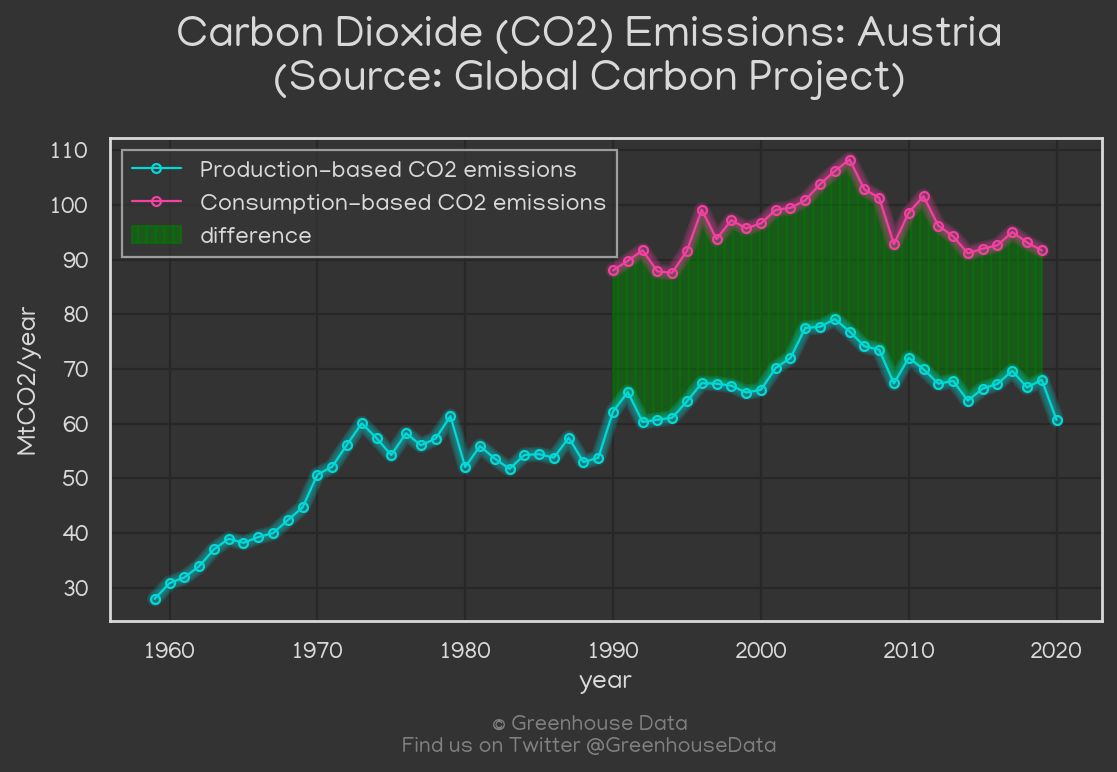 Carbon Dioxide (CO2) Emissions: Austria
(Source: Global Carbon Project)
Production-based CO2 emissions
Consumption-based CO2 emissions
difference
MtCO2/year
110
100
90
80
70
60
50
40
30
1960 1970 1980 1990 2000 2010 2020
year
© Greenhouse Data
Find us on Twitter @GreenhouseData